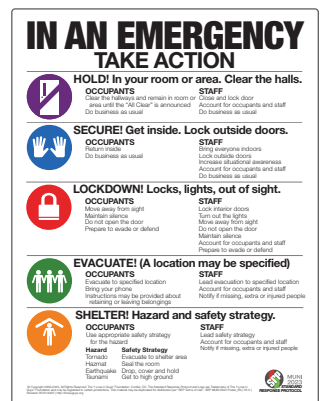 IN AN EMERGENCY
TAKE ACTION
HOLD! In your room or area. Clear the halls.
OCCUPANTS
Clear the hallways and remain in room or
area until the "All Clear" is announced
Do business as usual
STAFF
Close and lock door
Account for occupants and staff
Do business as usual
SECURE! Get inside. Lock outside doors.
OCCUPANTS
Return inside
Do business as usual
STAFF
Bring everyone indoors
Lock outside doors
Increase situational awareness
Account for occupants and staff
Do business as usual
LOCKDOWN! Locks, lights, out of sight.
OCCUPANTS
Move away from sight
Maintain silence
Do not open the door
Prepare to evade or defend
STAFF
Lock interior doors
Turn out the lights
Move away from sight
Do not open the door
Maintain silence
Account for occupants and staff
Prepare to evade or defend
EVACUATE! (A location may be specified)
OCCUPANTS
Evacuate to specified location
Bring your phone
Instructions may be provided about
retaining or leaving belongings
STAFF
Lead evacuation to specified location
Account for occupants and staff
Notify if missing, extra or injured people
SHELTER! Hazard and safety strategy.
OCCUPANTS
Use appropriate safety strategy
for the hazard
Hazard Safety Strategy
Tornado Evacuate to shelter area
Hazmat Seal the room
Earthquake Drop, cover and hold
Tsunami Get to high ground
STAFF
Lead safety strategy
Account for occupants and staff
Notify if missing, extra or injured people
MUNI
2023
STANDARD
RESPONSE PROTOCOL